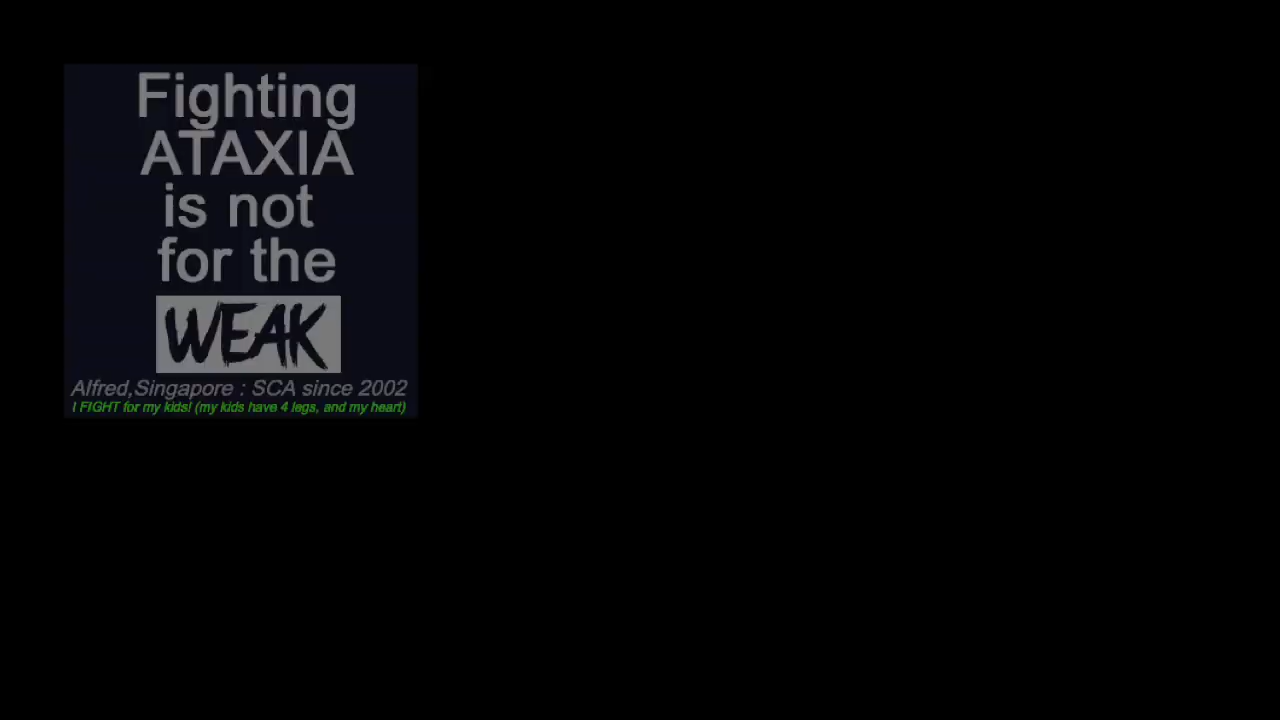 Fighting
ATAXIA
is not
for the
WEAK
Alfred,Singapore : SCA since 2002
I FIGHT for my kids! (my kids have 4 legs, and my heart)